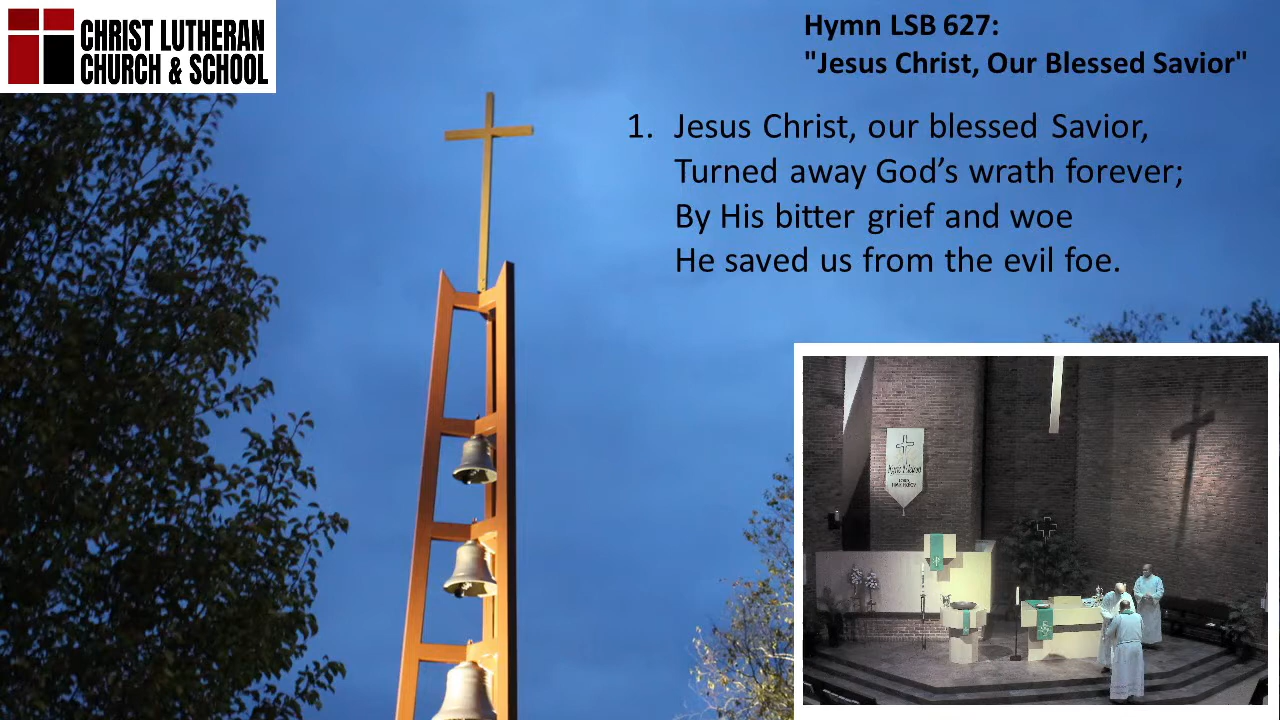 CHRIST LUTHERAN
CHURCH & SCHOOL
Hymn LSB 627:
"Jesus Christ, Our Blessed Savior"
1. Jesus Christ, our blessed Savior,
Turned away God’s wrath forever;
By His bitter grief and woe
He saved us from the evil foe.